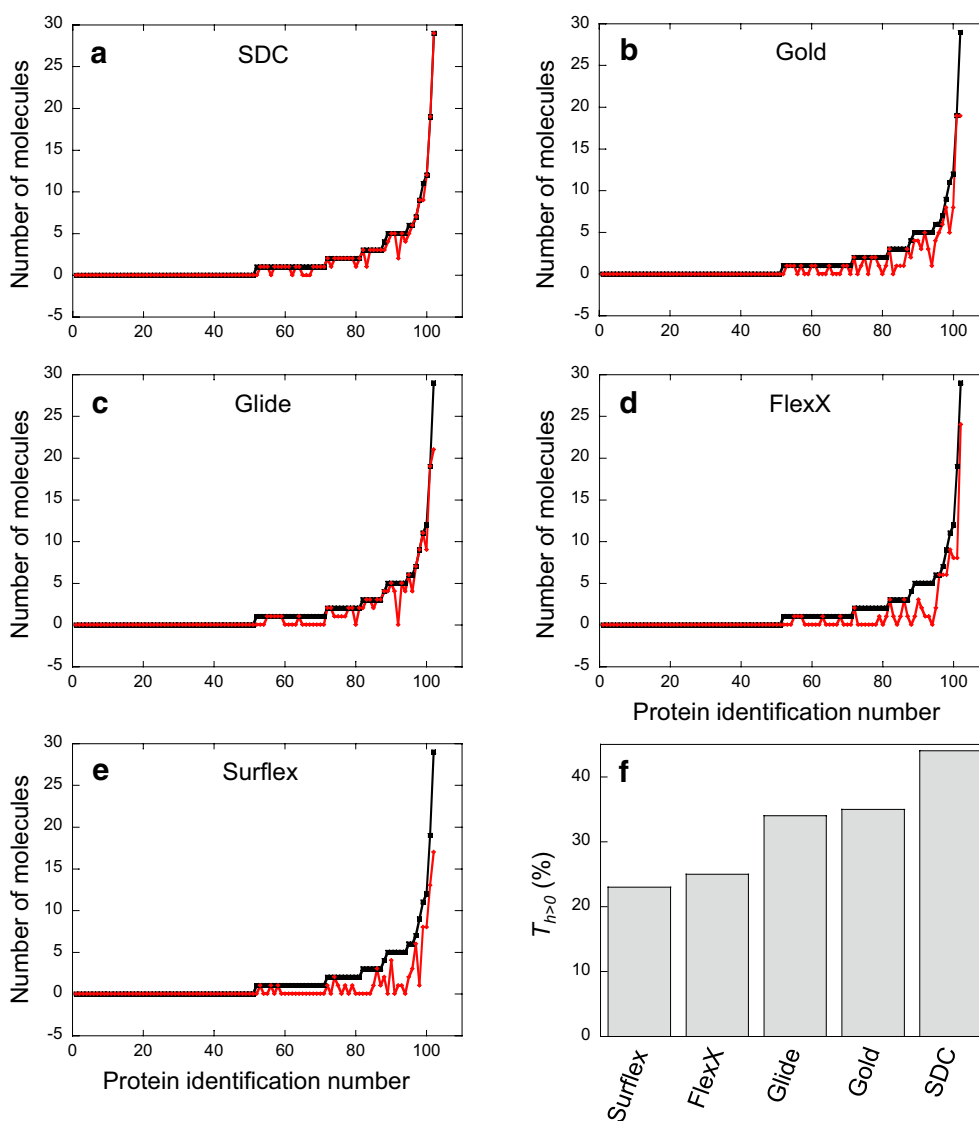 a
SDC
Number of molecules
30
25
20
15
10
5
0
-5
0 20 40 60 80 100
b
Gold
Number of molecules
30
25
20
15
10
5
0
-5
0 20 40 60 80 100
c
Glide
Number of molecules
30
25
20
15
10
5
0
-5
0 20 40 60 80 100
d
FlexX
Number of molecules
30
25
20
15
10
5
0
-5
0 20 40 60 80 100
Protein identification number
e
Surflex
Number of molecules
30
25
20
15
10
5
0
-5
0 20 40 60 80 100
Protein identification number
f
T h>0 (%)
40
30
20
10
0
Surflex
FlexX
Glide
Gold
SDC